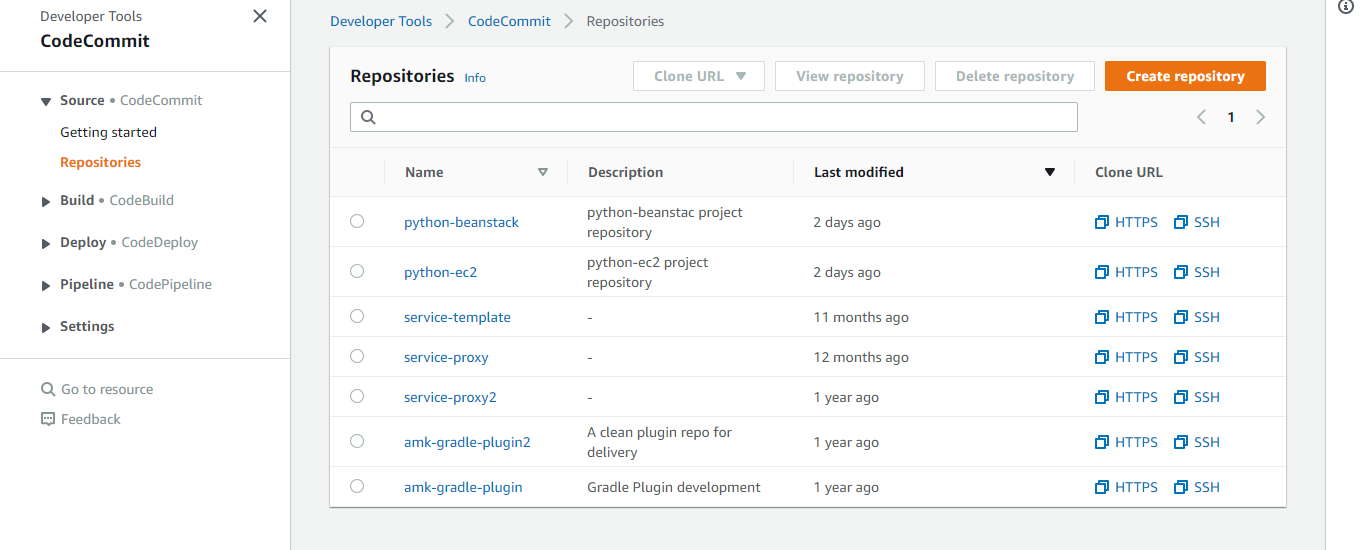 Developer Tools
CodeCommit
Source • CodeCommit
Getting started
Repositories
Build • CodeBuild
Deploy • CodeDeploy
Pipeline • CodePipeline
Settings
Go to resource
Feedback
Developer Tools > CodeCommit > Repositories
Repositories Info
Clone URL View repository Delete repository Create repository
1
Name Description Last modified Clone URL
python-beanstack python-beanstac project 2 days ago HTTPS SSH
repository
python-ec2 python-ec2 project 2 days ago HTTPS SSH
repository
service-template - 11 months ago HTTPS SSH
service-proxy - 12 months ago HTTPS SSH
service-proxy2 - 1 year ago HTTPS SSH
amk-gradle-plugin2 A clean plugin repo for 1 year ago HTTPS SSH
delivery
amk-gradle-plugin Gradle Plugin development 1 year ago HTTPS SSH